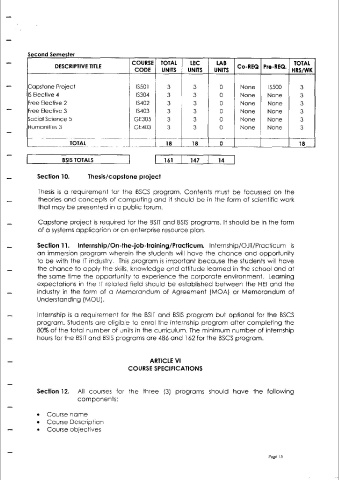 Second Semester
DESCRIPTIVE TITLE COURSE CODE TOTAL UNITS LEC UNITS LAB UNITS Co-REQ Pre-REQ. TOTAL HRS/WK
Capstone Project IS501 3 3 0 None IS500 3
IS Elective 4 IS304 3 3 0 None None 3
Free Elective 2 IS402 3 3 0 None None 3
Free Elective 3 IS403 3 3 0 None None 3
Social Science 5 GE305 3 3 0 None None 3
Humanities 3 GE403 3 3 0 None None 3
TOTAL 18 18 0 18
BSIS TOTALS 161 147 14
Section 10. Thesis/capstone project
Thesis is a requirement for the BSCS program. Contents must be focussed on the
theories and concepts of computing and it should be in the form of scientific work
that may be presented in a public forum.
Capstone project is required for the BSIT and BSIS programs. It should be in the form
of a systems application or an enterprise resource plan.
Section 11. Internship/On-the-job-training/Practicum. Internship/OJT/Practicum is
an immersion program wherein the students will have the chance and opportunity
to be with the IT industry. This program is important because the students will have
the chance to apply the skills, knowledge and attitude learned in the school and at
the same time the opportunity to experience the corporate environment. Learning
expectations in the IT related field should be established between the HEI and the
industry in the form of a Memorandum of Agreement (MOA) or Memorandum of
Understanding (MOU).
Internship is a requirement for the BSIT and BSIS program but optional for the BSCS
program. Students are eligible to enrol the internship program after completing the
80% of the total number of units in the curriculum. The minimum number of internship
hours for the BSIT and BSIS programs are 486 and 162 for the BSCS program.
ARTICLE VI
COURSE SPECIFICATIONS
Section 12. All courses for the three (3) programs should have the following
components:
• Course name
• Course Description
• Course objectives
Page